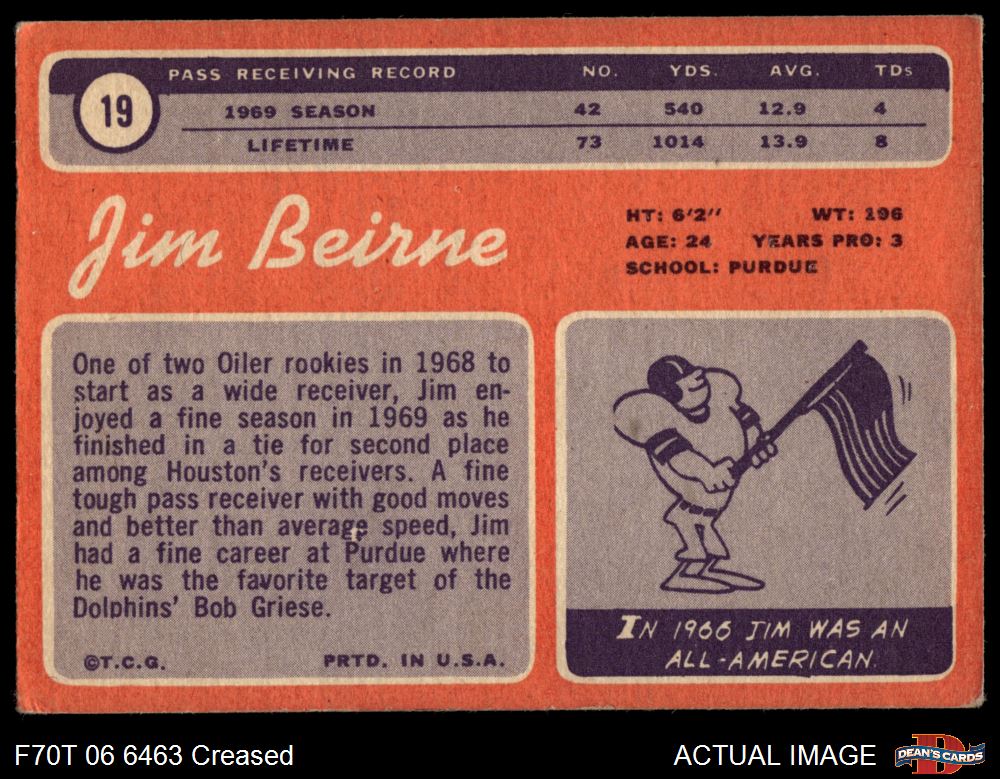 19
PASS RECEIVING RECORD NO. YDS. AVG. TDs
1969 SEASON 42 540 12.9 4
LIFETIME 73 1014 13.9 8
Jim Beirne
HT: 6'2" WT: 196
AGE: 24 YEARS PRO: 3
SCHOOL: PURDUE
One of two Oiler rookies in 1968 to
start as a wide receiver, Jim en-
joyed a fine season in 1969 as he
finished in a tie for second place
among Houston's receivers. A fine
tough pass receiver with good moves
and better than average speed, Jim
had a fine career at Purdue where
he was the favorite target of the
Dolphins' Bob Griese.
©T.C.G. PRTD. IN U.S.A.
IN 1966 JIM WAS AN
ALL-AMERICAN.
F70T 06 6463 Creased
ACTUAL IMAGE
D
DEAN'S CARDS